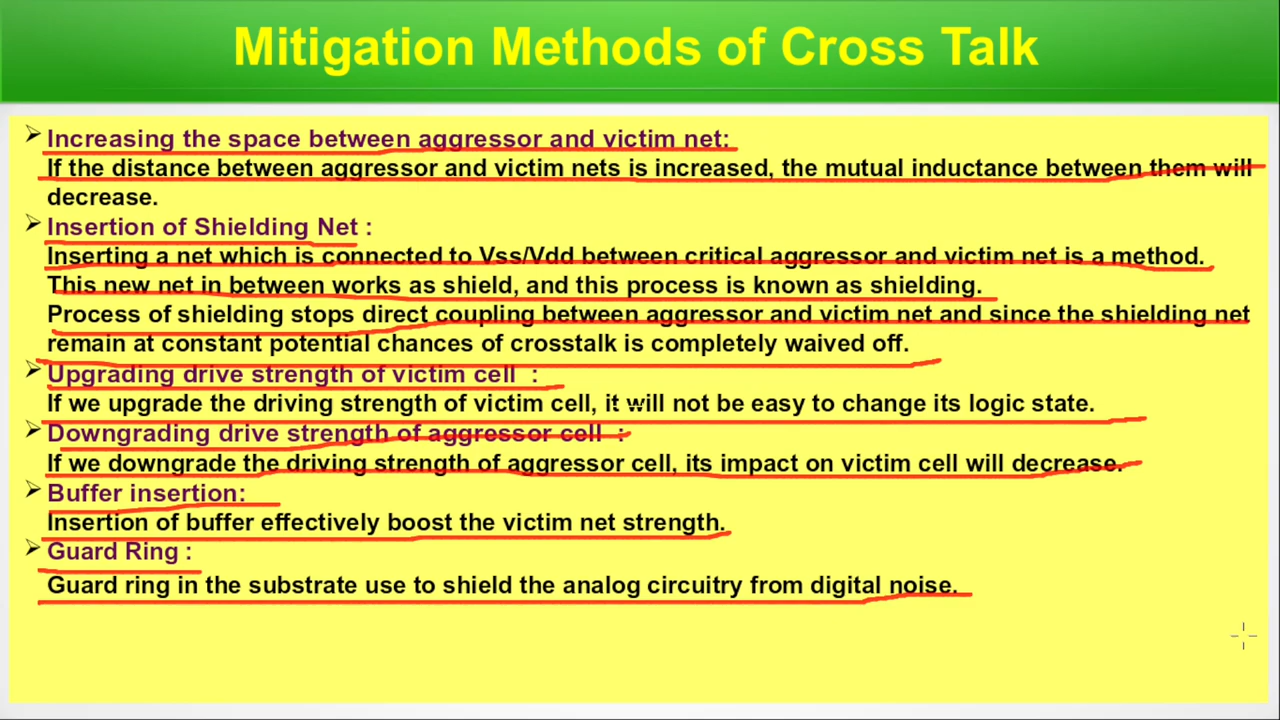 Mitigation Methods of Cross Talk
Increasing the space between aggressor and victim net:
If the distance between aggressor and victim nets is increased, the mutual inductance between them will
decrease.
Insertion of Shielding Net :
Inserting a net which is connected to Vss/Vdd between critical aggressor and victim net is a method.
This new net in between works as shield, and this process is known as shielding.
Process of shielding stops direct coupling between aggressor and victim net and since the shielding net
remain at constant potential chances of crosstalk is completely waived off.
Upgrading drive strength of victim cell :
If we upgrade the driving strength of victim cell, it will not be easy to change its logic state.
Downgrading drive strength of aggressor cell :
If we downgrade the driving strength of aggressor cell, its impact on victim cell will decrease.
Buffer insertion:
Insertion of buffer effectively boost the victim net strength.
Guard Ring :
Guard ring in the substrate use to shield the analog circuitry from digital noise.